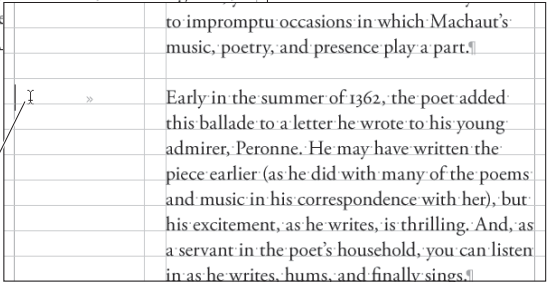 to impromptu occasions in which Machaut’s
music, poetry, and presence play a part.¶
» Early in the summer of 1362, the poet added
this ballade to a letter he wrote to his young
admirer, Peronne. He may have written the
piece earlier (as he did with many of the poems
and music in his correspondence with her), but
his excitement, as he writes, is thrilling. And, as
a servant in the poet’s household, you can listen
in as he writes, hums, and finally sings.¶